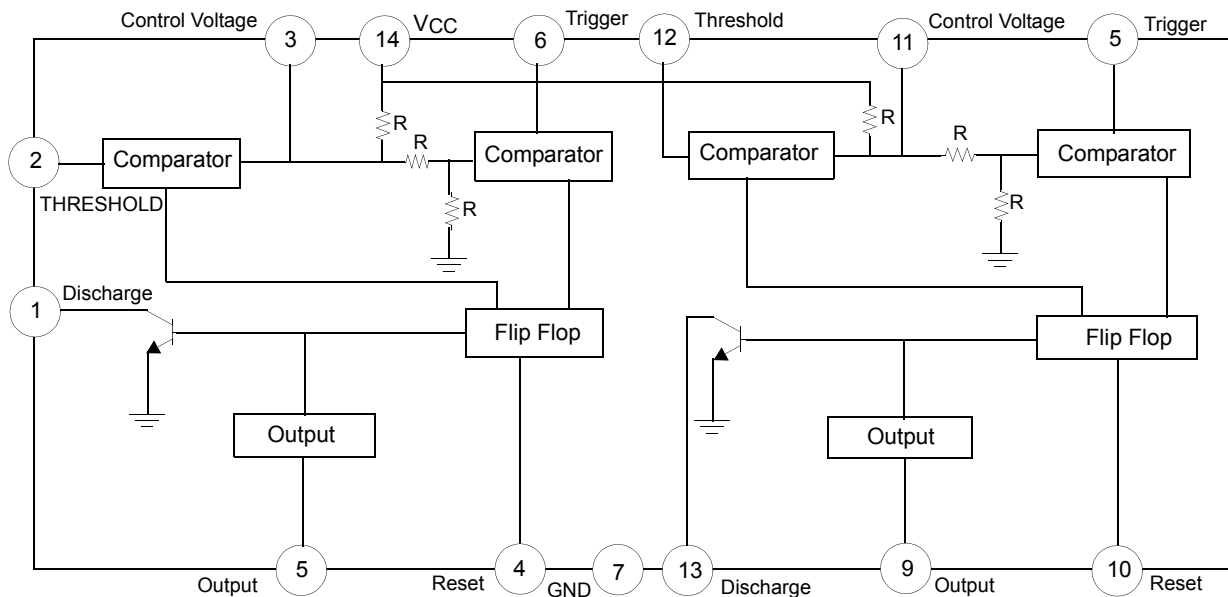 Control Voltage
3
14
VCC
6
Trigger
12
Threshold
11
Control Voltage
5
Trigger
R
R
R
R
2
Comparator
Comparator
Comparator
Comparator
THRESHOLD
R
R
1
Discharge
Flip Flop
Flip Flop
Output
Output
Output
5
Reset
4
GND
7
13
Discharge
9
Output
10
Reset